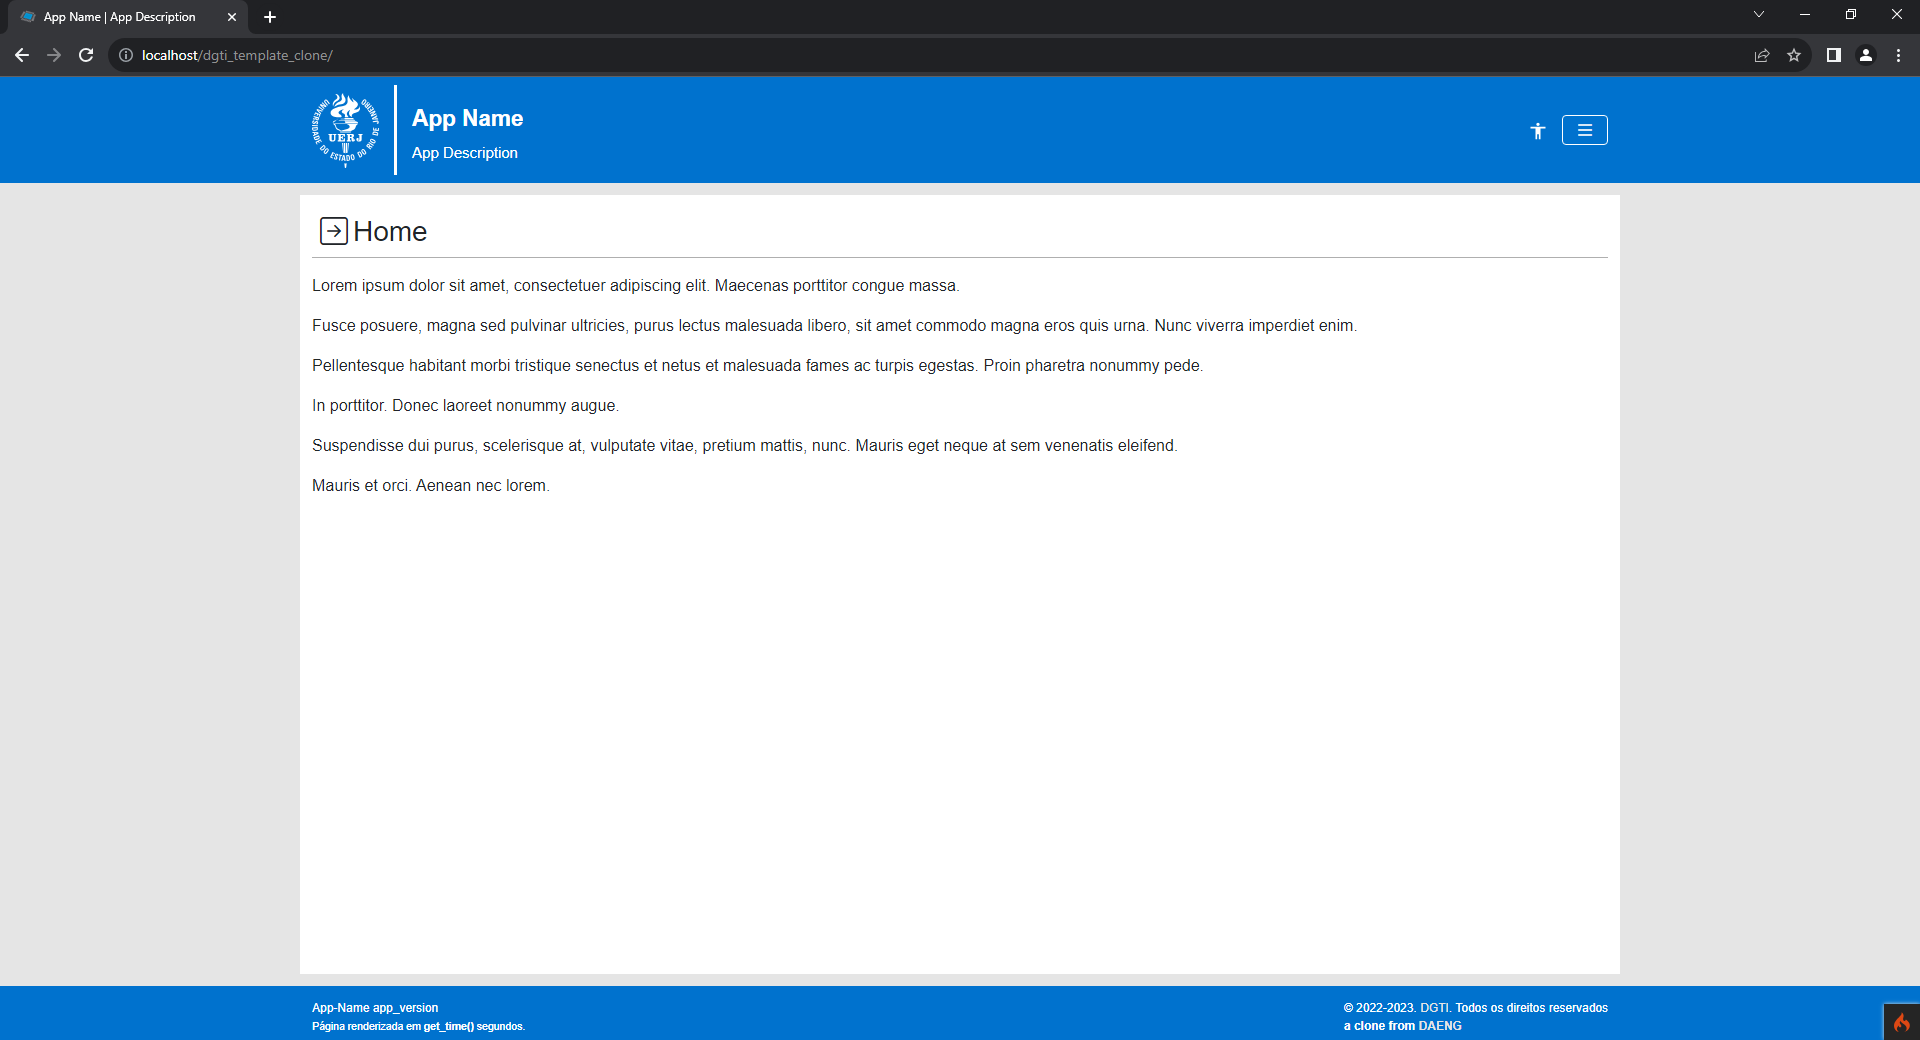 App Name | App Description
localhost/dgti_template_clone/
UNIVERSIDADE DO ESTADO DO RIO DE JANEIRO
UERJ
App Name
App Description
Home
Lorem ipsum dolor sit amet, consectetuer adipiscing elit. Maecenas porttitor congue massa.
Fusce posuere, magna sed pulvinar ultricies, purus lectus malesuada libero, sit amet commodo magna eros quis urna. Nunc viverra imperdiet enim.
Pellentesque habitant morbi tristique senectus et netus et malesuada fames ac turpis egestas. Proin pharetra nonummy pede.
In porttitor. Donec laoreet nonummy augue.
Suspendisse dui purus, scelerisque at, vulputate vitae, pretium mattis, nunc. Mauris eget neque at sem venenatis eleifend.
Mauris et orci. Aenean nec lorem.
App-Name app_version
Página renderizada em get_time() segundos.
© 2022-2023. DGTI. Todos os direitos reservados
a clone from DAENG